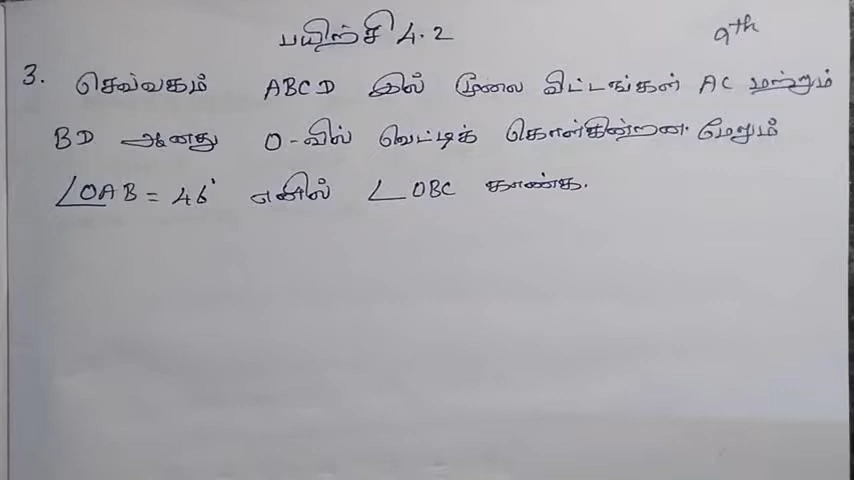 பயிற்சி 4.2
9th
3. செவ்வகம் ABCD இல் மூலை விட்டங்கள் AC மற்றும்
BD ஆனது O-வில் வெட்டிக் கொள்கின்றன. மேலும்
∠OAB = 46° எனில் ∠OBC காண்க.